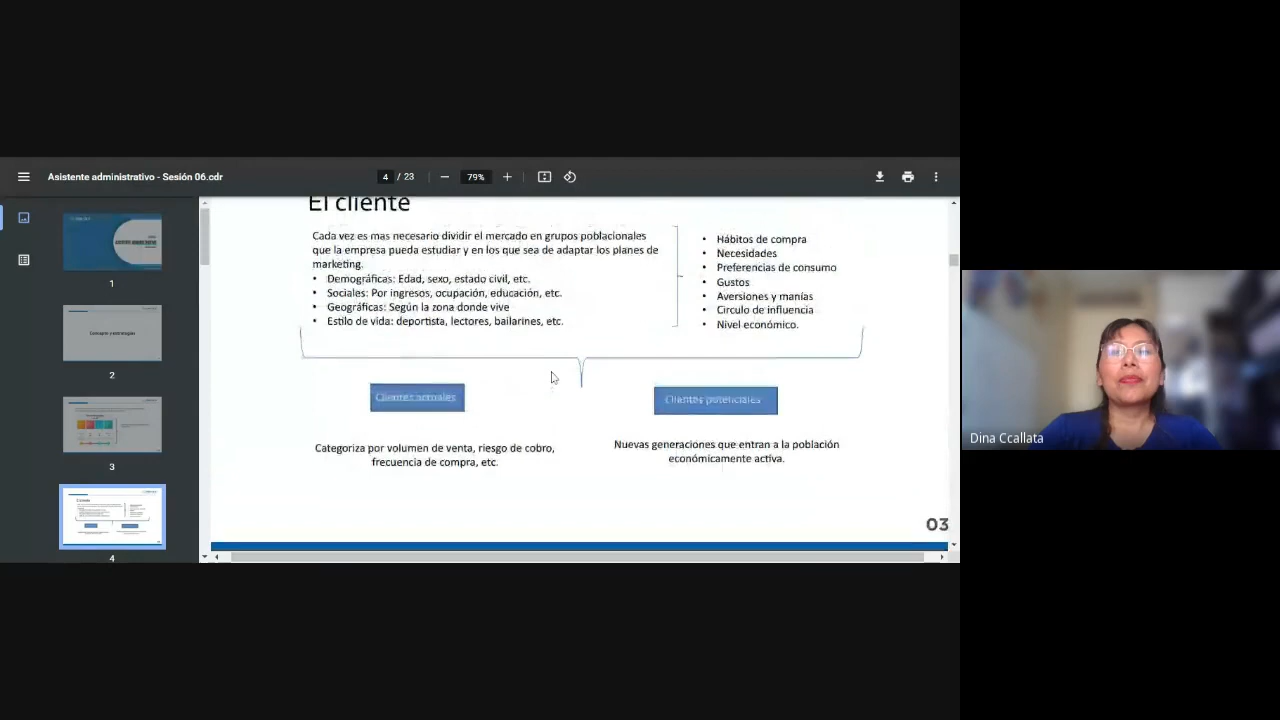 Asistente administrativo - Sesión 06.cdr
4 / 23
79%
1
2
3
4
El cliente
Cada vez es mas necesario dividir el mercado en grupos poblacionales
que la empresa pueda estudiar y en los que sea de adaptar los planes de
marketing.
• Demográficas: Edad, sexo, estado civil, etc.
• Sociales: Por ingresos, ocupación, educación, etc.
• Geográficas: Según la zona donde vive
• Estilo de vida: deportista, lectores, bailarines, etc.
• Hábitos de compra
• Necesidades
• Preferencias de consumo
• Gustos
• Aversiones y manías
• Circulo de influencia
• Nivel económico.
Clientes actuales
Categoriza por volumen de venta, riesgo de cobro,
frecuencia de compra, etc.
Clientes potenciales
Nuevas generaciones que entran a la población
económicamente activa.
03
Dina Ccallata